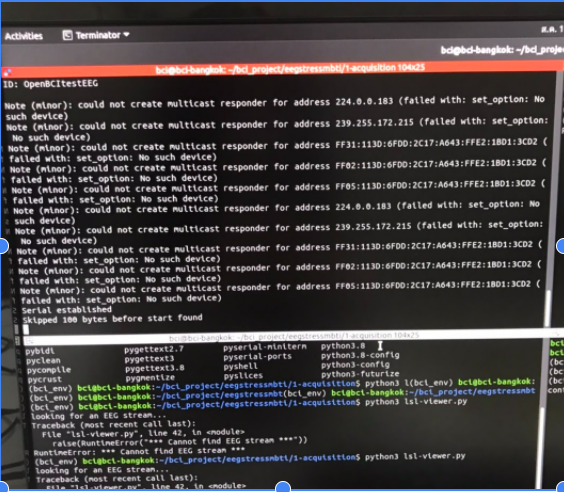 Activities
Terminator
ส.ค. 1
bci@bci-bangkok: ~/bci_proje
bci@bci-bangkok: ~/bci_project/eegstressmbti/1-acquisition 104x25
ID: OpenBCItestEEG
Note (minor): could not create multicast responder for address 224.0.0.183 (failed with: set_option: No
such device)
Note (minor): could not create multicast responder for address 239.255.172.215 (failed with: set_option:
No such device)
Note (minor): could not create multicast responder for address FF31:113D:6FDD:2C17:A643:FFE2:1BD1:3CD2 (
failed with: set_option: No such device)
Note (minor): could not create multicast responder for address FF02:113D:6FDD:2C17:A643:FFE2:1BD1:3CD2 (
failed with: set_option: No such device)
Note (minor): could not create multicast responder for address FF05:113D:6FDD:2C17:A643:FFE2:1BD1:3CD2 (
failed with: set_option: No such device)
Note (minor): could not create multicast responder for address 224.0.0.183 (failed with: set_option: No
such device)
Note (minor): could not create multicast responder for address 239.255.172.215 (failed with: set_option:
No such device)
Note (minor): could not create multicast responder for address FF31:113D:6FDD:2C17:A643:FFE2:1BD1:3CD2 (
failed with: set_option: No such device)
Note (minor): could not create multicast responder for address FF02:113D:6FDD:2C17:A643:FFE2:1BD1:3CD2 (
failed with: set_option: No such device)
Note (minor): could not create multicast responder for address FF05:113D:6FDD:2C17:A643:FFE2:1BD1:3CD2 (
failed with: set_option: No such device)
Serial established
Skipped 100 bytes before start found
bci@bci-bangkok: ~/bci_project/eegstressmbti/1-acquisition 104x25
pybidi pygettext2.7 pyserial-miniterm python3.8
pyclean pygettext3 pyserial-ports python3.8-config
pycompile pygettext3.8 pyshell python3-config
pycrust pygmentize pyslices python3-futurize
(bci_env) bci@bci-bangkok:~/bci_project/eegstressmbti/1-acquisition$ python3 l(bci_env) bci@bci-bangkok:
(bci_env) bci@bci-bangkok:~/bci_project/eegstressmbti(bci_env) bci@bci-bangkok:~/bci_project/eegstressmbt
(bci_env) bci@bci-bangkok:~/bci_project/eegstressmbti/1-acquisition$ python3 lsl-viewer.py
looking for an EEG stream...
Traceback (most recent call last):
File "lsl-viewer.py", line 42, in <module>
raise(RuntimeError("*** Cannot find EEG stream ***"))
RuntimeError: *** Cannot find EEG stream ***
(bci_env) bci@bci-bangkok:~/bci_project/eegstressmbti/1-acquisition$ python3 lsl-viewer.py
looking for an EEG stream...
Traceback (most recent call last):
File "lsl-viewer.py", line 42, in <module>